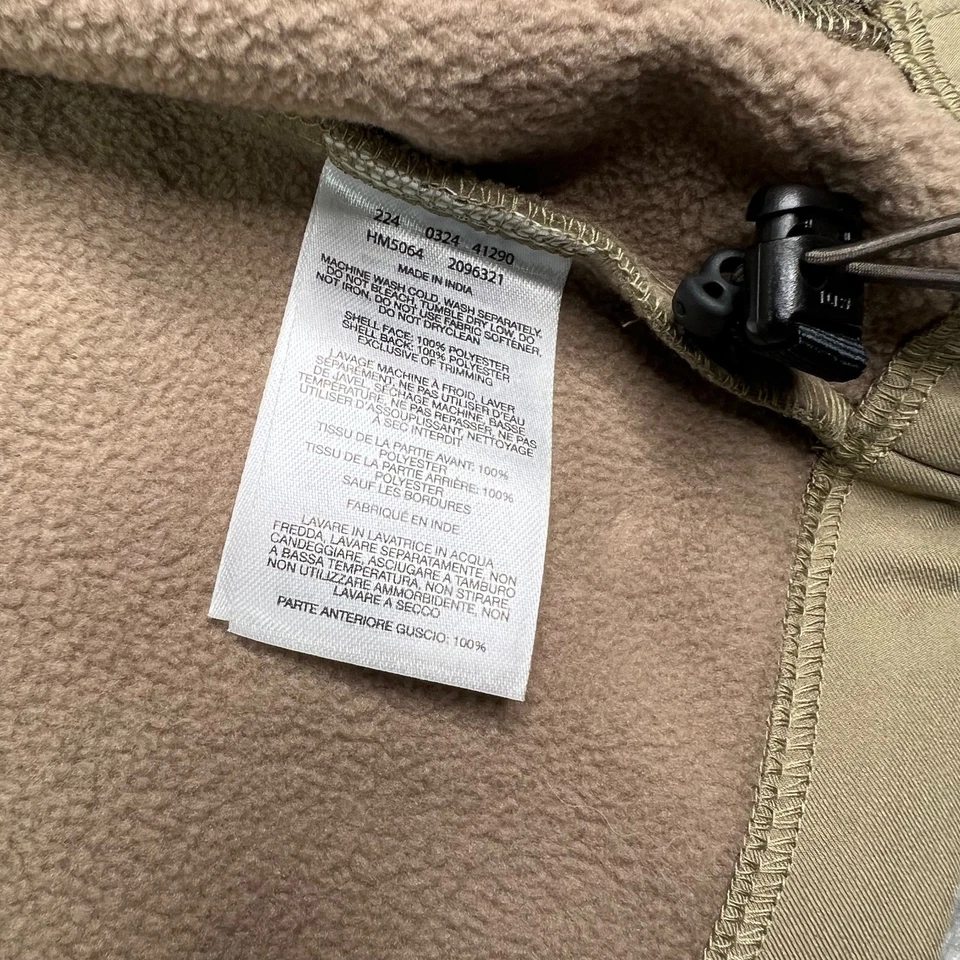 224 0324 41290
HM5064 2096321
MADE IN INDIA
MACHINE WASH COLD, WASH SEPARATELY,
DO NOT BLEACH, TUMBLE DRY LOW, DO
NOT IRON, DO NOT USE FABRIC SOFTENER,
DO NOT DRYCLEAN
SHELL FACE: 100% POLYESTER
SHELL BACK: 100% POLYESTER
EXCLUSIVE OF TRIMMING
LAVAGE MACHINE À FROID, LAVER
SÉPAREMENT, NE PAS UTILISER D'EAU
DE JAVEL, SÉCHAGE MACHINE, BASSE
TEMPÉRATURE, NE PAS REPASSER, NE PAS
UTILISER D'ASSOUPLISSANT, NETTOYAGE
À SEC INTERDIT
TISSU DE LA PARTIE AVANT: 100%
POLYESTER
TISSU DE LA PARTIE ARRIÈRE: 100%
POLYESTER
SAUF LES BORDURES
FABRIQUÉ EN INDE
LAVARE IN LAVATRICE IN ACQUA
FREDDA, LAVARE SEPARATAMENTE, NON
CANDEGGIARE, ASCIUGARE A TAMBURO
A BASSA TEMPERATURA, NON STIRARE,
NON UTILIZZARE AMMORBIDENTE, NON
LAVARE A SECCO
PARTE ANTERIORE GUSCIO: 100%